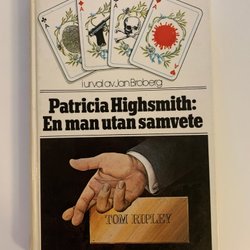 i urval av Jan Broberg
Patricia Highsmith:
En man utan samvete
TOM RIPLEY